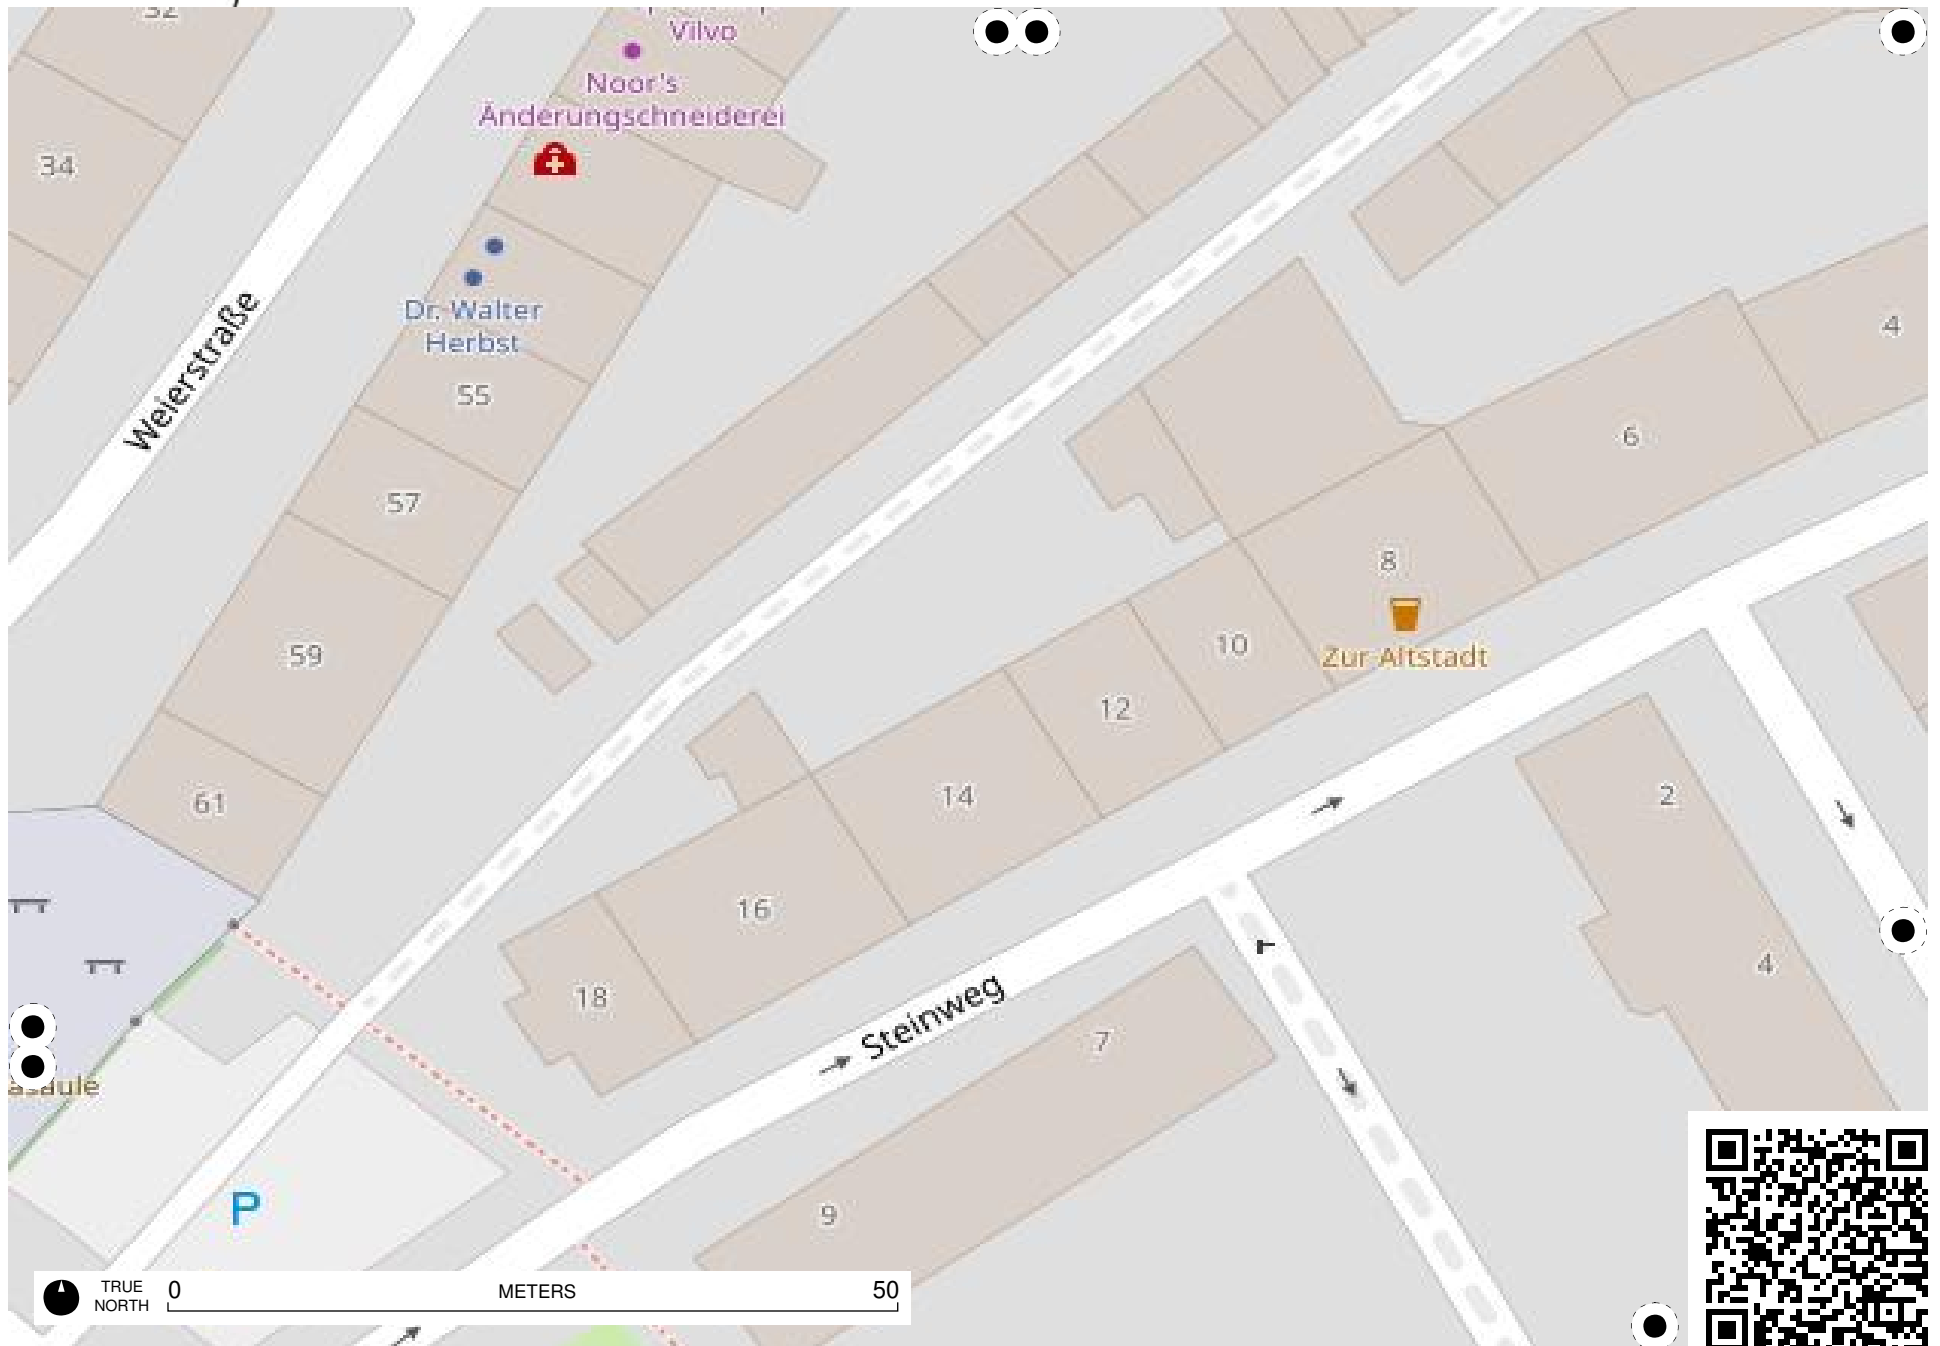 32
Vilvo
Noor's
Änderungschneiderei
34
Dr. Walter
Herbst
Weierstraße
55
57
59
61
4
6
8
Zur Altstadt
10
12
14
16
18
2
4
Steinweg
7
9
P
TRUE
NORTH
0
METERS
50